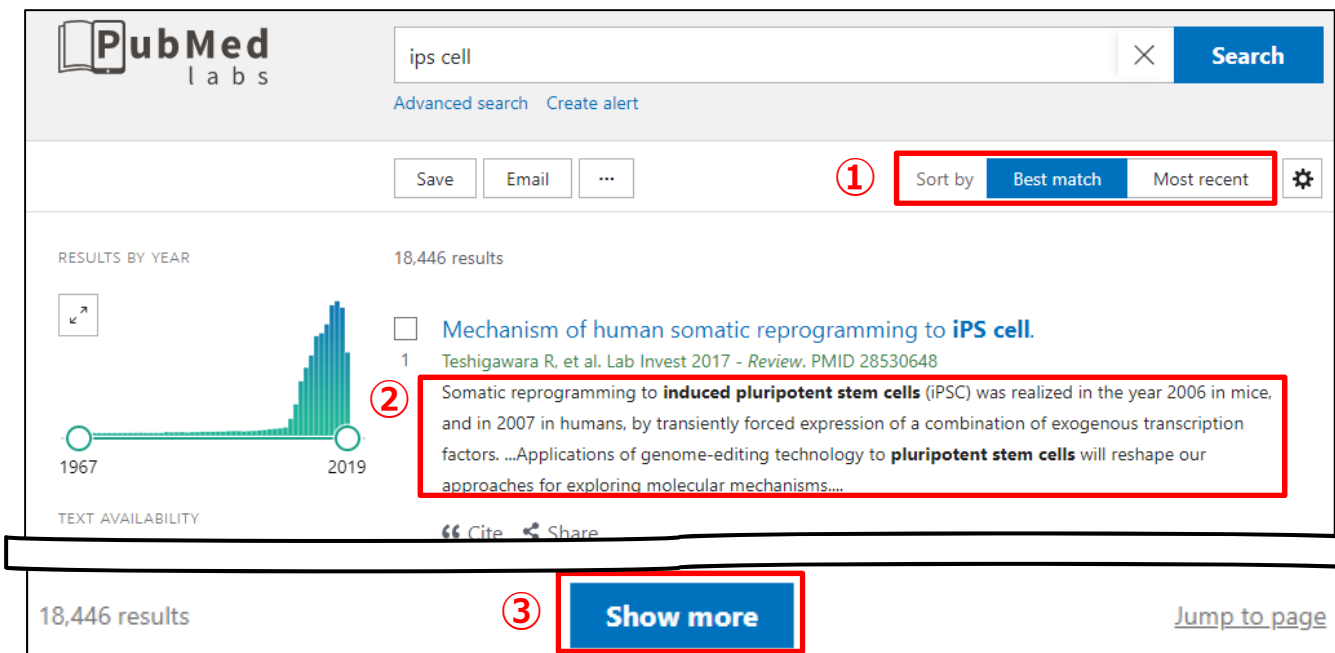 PubMed
labs
ips cell
Search
Advanced search Create alert
Save Email ...
① Sort by Best match Most recent
RESULTS BY YEAR
18,446 results
Mechanism of human somatic reprogramming to iPS cell.
1 Teshigawara R, et al. Lab Invest 2017 - Review. PMID 28530648
② Somatic reprogramming to induced pluripotent stem cells (iPSC) was realized in the year 2006 in mice,
and in 2007 in humans, by transiently forced expression of a combination of exogenous transcription
factors. ...Applications of genome-editing technology to pluripotent stem cells will reshape our
approaches for exploring molecular mechanisms....
1967 2019
TEXT AVAILABILITY
Cite Share
18,446 results ③ Show more Jump to page